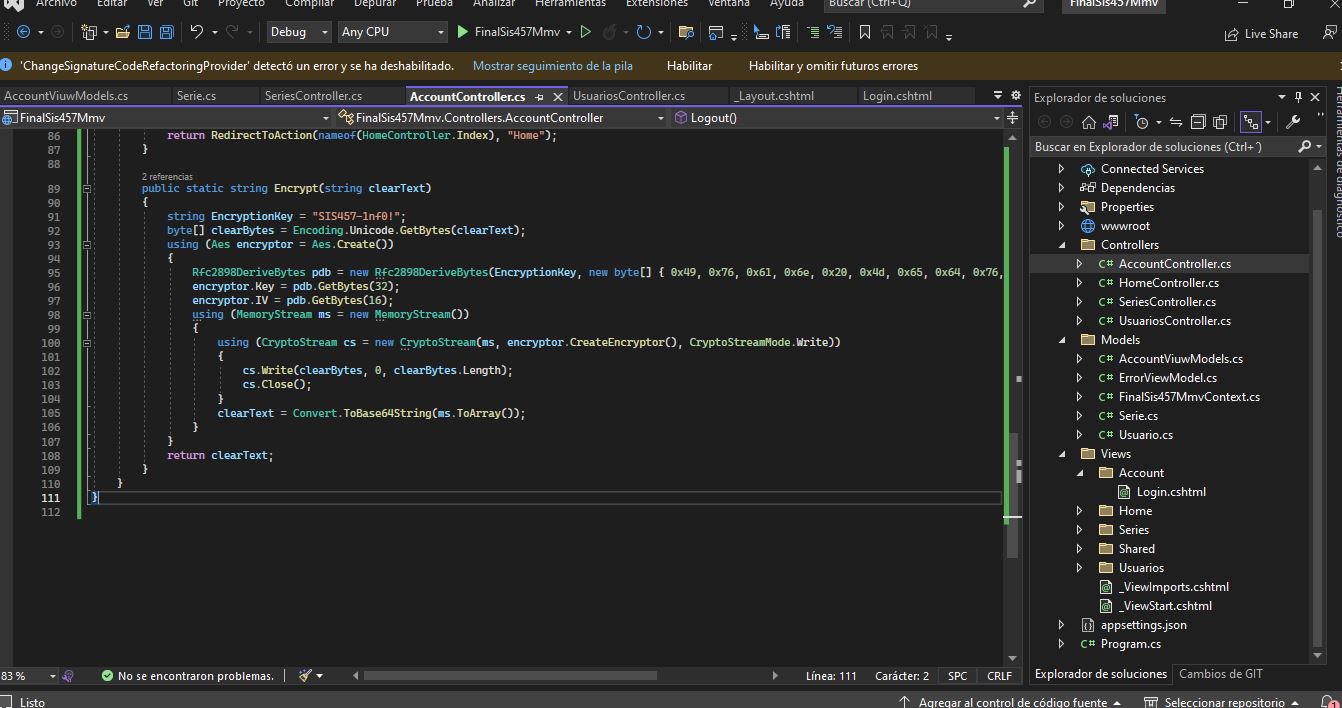 Archivo Editar Ver Git Proyecto Compilar Depurar Prueba Analizar Herramientas Extensiones Ventana Ayuda Buscar (Ctrl+Q) FinalSis457Mmv
Debug Any CPU FinalSis457Mmv Live Share
'ChangeSignatureCodeRefactoringProvider' detectó un error y se ha deshabilitado. Mostrar seguimiento de la pila Habilitar Habilitar y omitir futuros errores
AccountViuwModels.cs Serie.cs SeriesController.cs AccountController.cs UsuariosController.cs _Layout.cshtml Login.cshtml
FinalSis457Mmv FinalSis457Mmv.Controllers.AccountController Logout()
86 return RedirectToAction(nameof(HomeController.Index), "Home");
87 }
88
2 referencias
89 public static string Encrypt(string clearText)
90 {
91 string EncryptionKey = "SIS457-1nf0!";
92 byte[] clearBytes = Encoding.Unicode.GetBytes(clearText);
93 using (Aes encryptor = Aes.Create())
94 {
95 Rfc2898DeriveBytes pdb = new Rfc2898DeriveBytes(EncryptionKey, new byte[] { 0x49, 0x76, 0x61, 0x6e, 0x20, 0x4d, 0x65, 0x64, 0x76,
96 encryptor.Key = pdb.GetBytes(32);
97 encryptor.IV = pdb.GetBytes(16);
98 using (MemoryStream ms = new MemoryStream())
99 {
100 using (CryptoStream cs = new CryptoStream(ms, encryptor.CreateEncryptor(), CryptoStreamMode.Write))
101 {
102 cs.Write(clearBytes, 0, clearBytes.Length);
103 cs.Close();
104 }
105 clearText = Convert.ToBase64String(ms.ToArray());
106 }
107 }
108 return clearText;
109 }
110 }
111 }
112
83 % No se encontraron problemas. Línea: 111 Carácter: 2 SPC CRLF
Explorador de soluciones
Buscar en Explorador de soluciones (Ctrl+´)
Connected Services
Dependencias
Properties
wwwroot
Controllers
C# AccountController.cs
C# HomeController.cs
C# SeriesController.cs
C# UsuariosController.cs
Models
C# AccountViuwModels.cs
C# ErrorViewModel.cs
C# FinalSis457MmvContext.cs
C# Serie.cs
C# Usuario.cs
Views
Account
Login.cshtml
Home
Series
Shared
Usuarios
_ViewImports.cshtml
_ViewStart.cshtml
appsettings.json
C# Program.cs
Explorador de soluciones Cambios de GIT
Herramientas de diagnóstico
Listo Agregar al control de código fuente Seleccionar repositorio 1